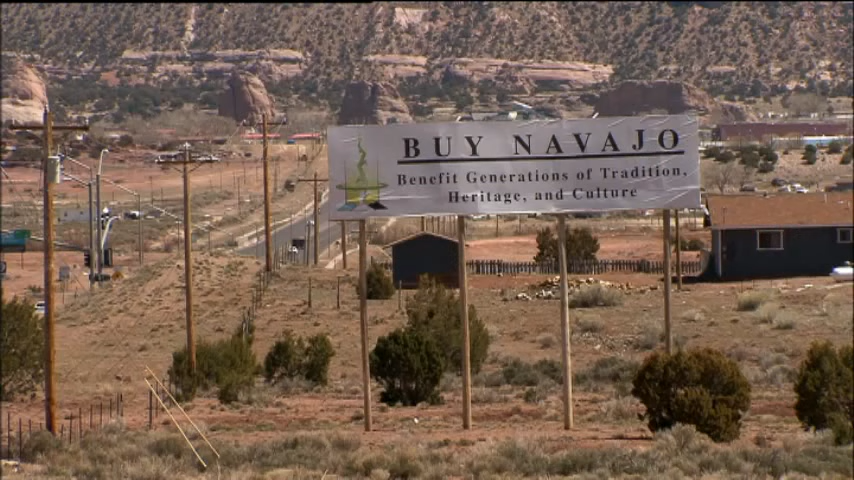 BUY NAVAJO
Benefit Generations of Tradition,
Heritage, and Culture